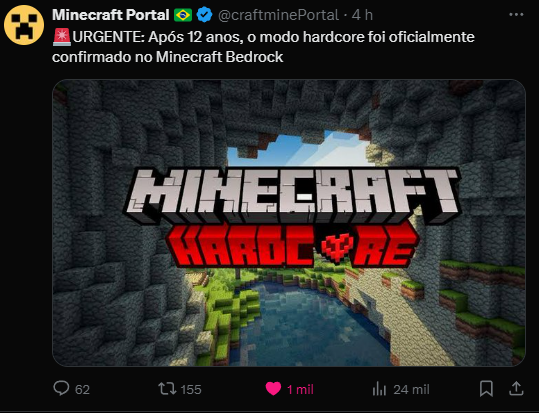 Minecraft Portal 🇧🇷 @craftminePortal · 4 h
🚨URGENTE: Após 12 anos, o modo hardcore foi oficialmente
confirmado no Minecraft Bedrock
MINECRAFT
HARDCORE
62 155 1 mil 24 mil